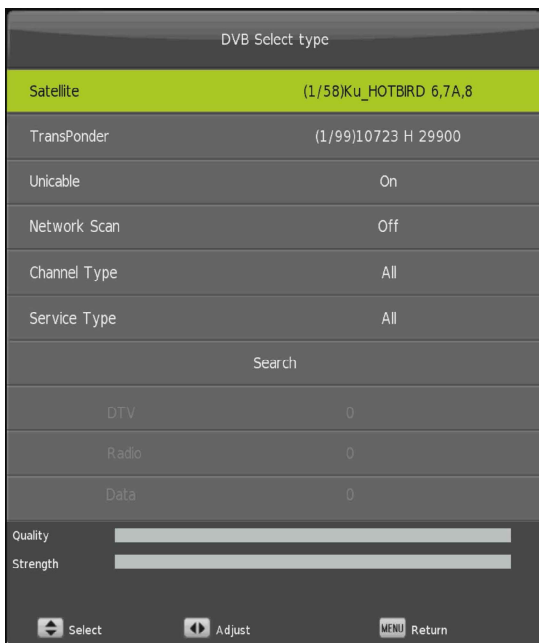 DVB Select type
Satellite (1/58)Ku_HOTBIRD 6,7A,8
TransPonder (1/99)10723 H 29900
Unicable On
Network Scan Off
Channel Type All
Service Type All
Search
DTV 0
Radio 0
Data 0
Quality
Strength
Select Adjust MENU Return